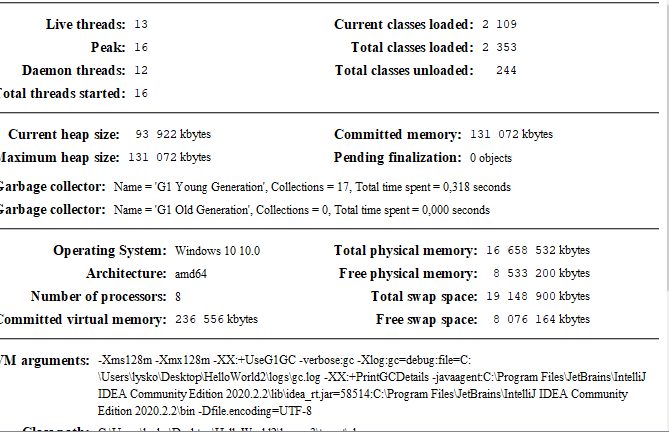 Live threads: 13 Current classes loaded: 2 109
Peak: 16 Total classes loaded: 2 353
Daemon threads: 12 Total classes unloaded: 244
otal threads started: 16
Current heap size: 93 922 kbytes Committed memory: 131 072 kbytes
Maximum heap size: 131 072 kbytes Pending finalization: 0 objects
Garbage collector: Name = 'G1 Young Generation', Collections = 17, Total time spent = 0,318 seconds
Garbage collector: Name = 'G1 Old Generation', Collections = 0, Total time spent = 0,000 seconds
Operating System: Windows 10 10.0 Total physical memory: 16 658 532 kbytes
Architecture: amd64 Free physical memory: 8 533 200 kbytes
Number of processors: 8 Total swap space: 19 148 900 kbytes
Committed virtual memory: 236 556 kbytes Free swap space: 8 076 164 kbytes
VM arguments: -Xms128m -Xmx128m -XX:+UseG1GC -verbose:gc -Xlog:gc=debug:file=C:
\Users\lysko\Desktop\HelloWorld2\logs\gc.log -XX:+PrintGCDetails -javaagent:C:\Program Files\JetBrains\IntelliJ
IDEA Community Edition 2020.2.2\lib\idea_rt.jar=58514:C:\Program Files\JetBrains\IntelliJ IDEA Community
Edition 2020.2.2\bin -Dfile.encoding=UTF-8